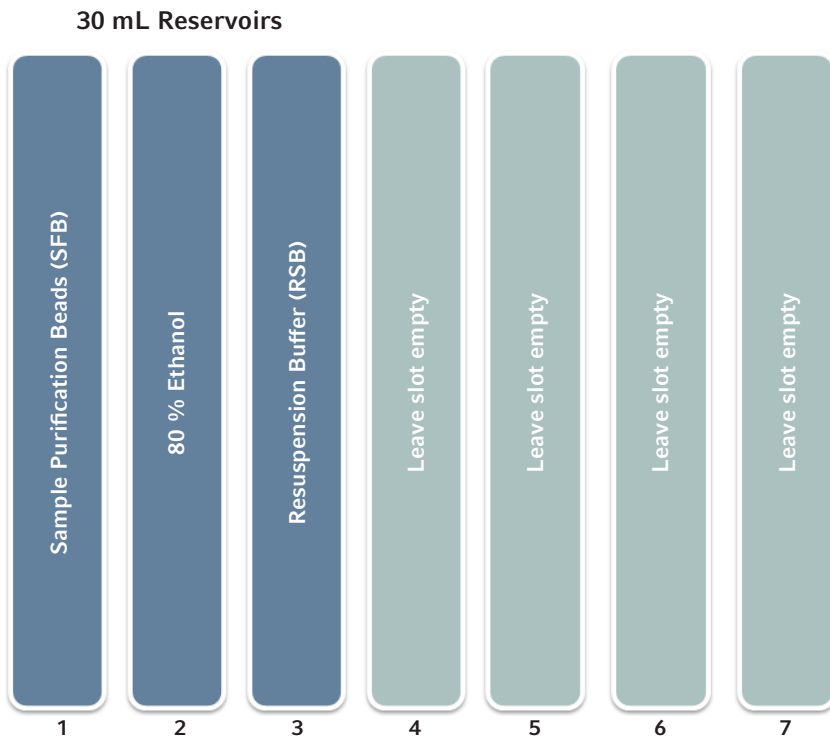 30 mL Reservoirs
Sample Purification Beads (SFB)
80 % Ethanol
Resuspension Buffer (RSB)
Leave slot empty
Leave slot empty
Leave slot empty
Leave slot empty
1
2
3
4
5
6
7